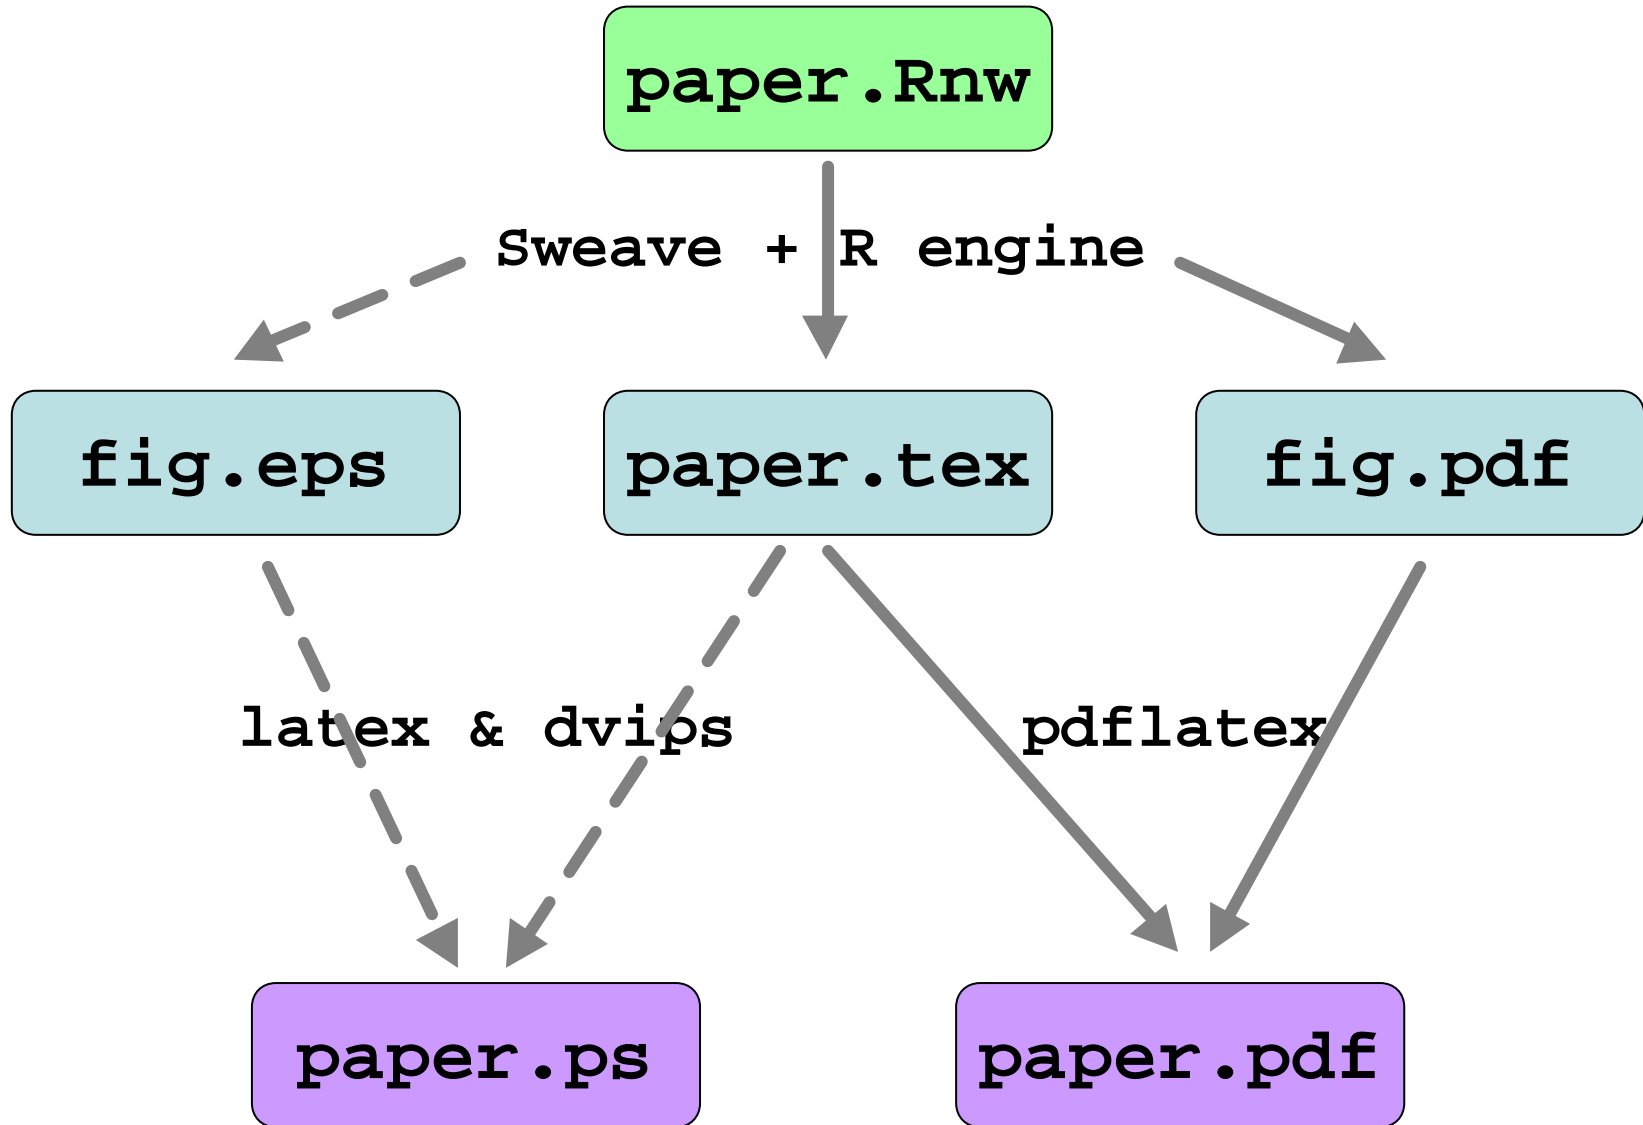 paper.Rnw
Sweave + R engine
fig.eps
paper.tex
fig.pdf
latex & dvips
pdflatex
paper.ps
paper.pdf